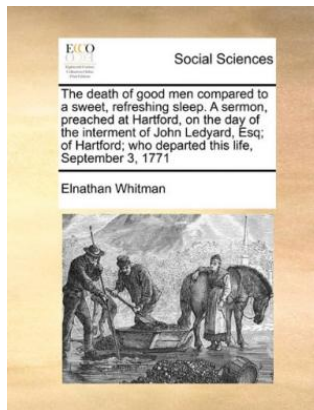 ECCO
Social Sciences
The death of good men compared to
a sweet, refreshing sleep. A sermon,
preached at Hartford, on the day of
the interment of John Ledyard, Esq;
of Hartford; who departed this life,
September 3, 1771
Elnathan Whitman